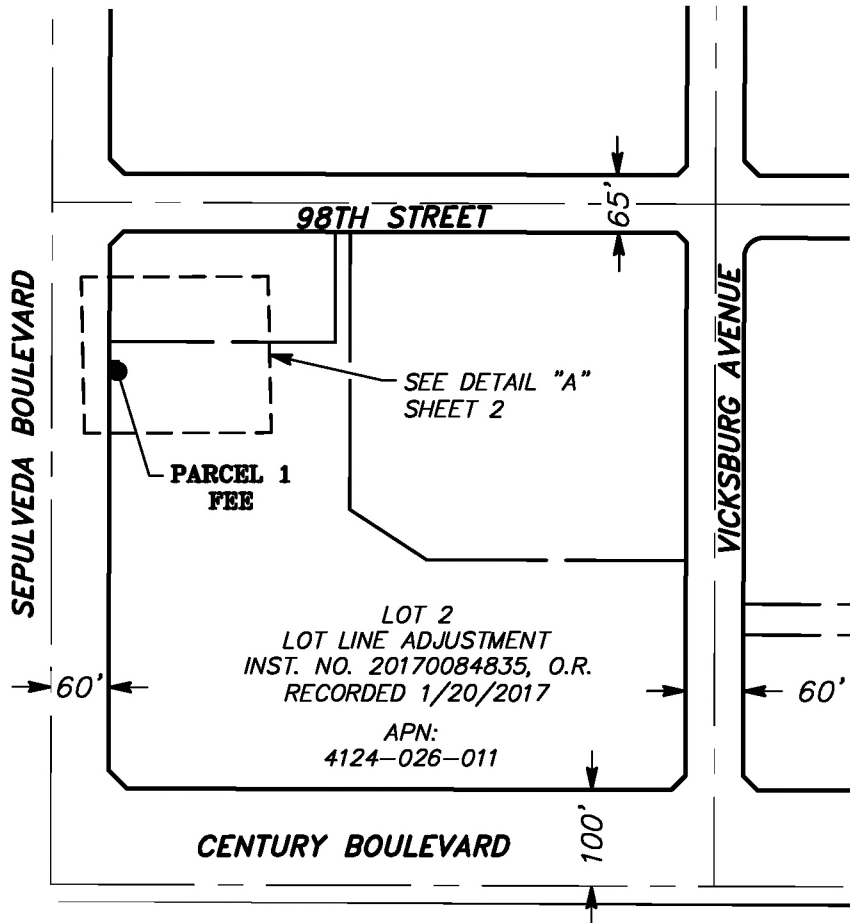 98TH STREET
65'
SEPULVEDA BOULEVARD
VICKSBURG AVENUE
SEE DETAIL "A"
SHEET 2
PARCEL 1
FEE
LOT 2
LOT LINE ADJUSTMENT
INST. NO. 20170084835, O.R.
RECORDED 1/20/2017
APN:
4124-026-011
60'
60'
CENTURY BOULEVARD
100'